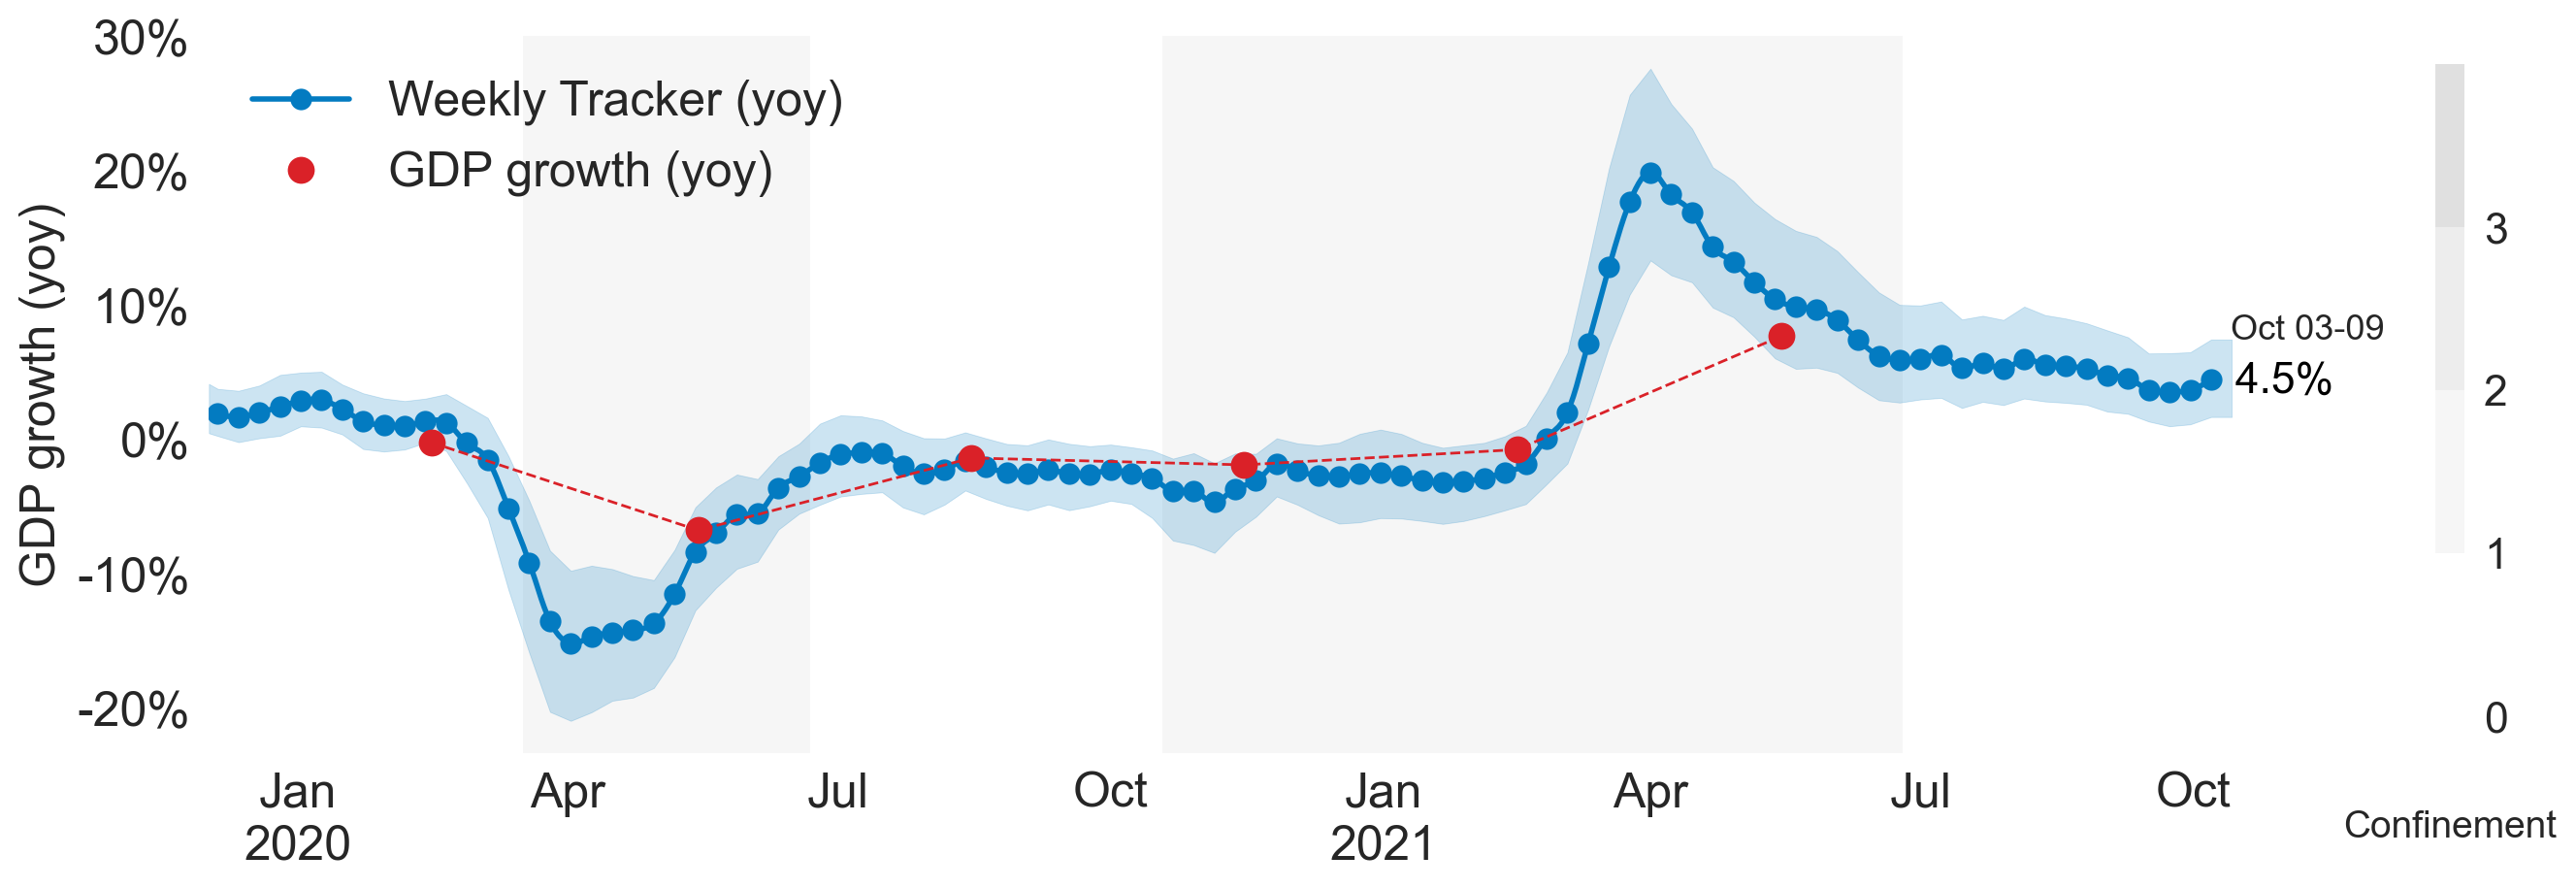 30%
20%
10%
0%
-10%
-20%
GDP growth (yoy)
Weekly Tracker (yoy)
GDP growth (yoy)
Oct 03-09
4.5%
Jan
2020
Apr
Jul
Oct
Jan
2021
Apr
Jul
Oct
3
2
1
0
Confinement